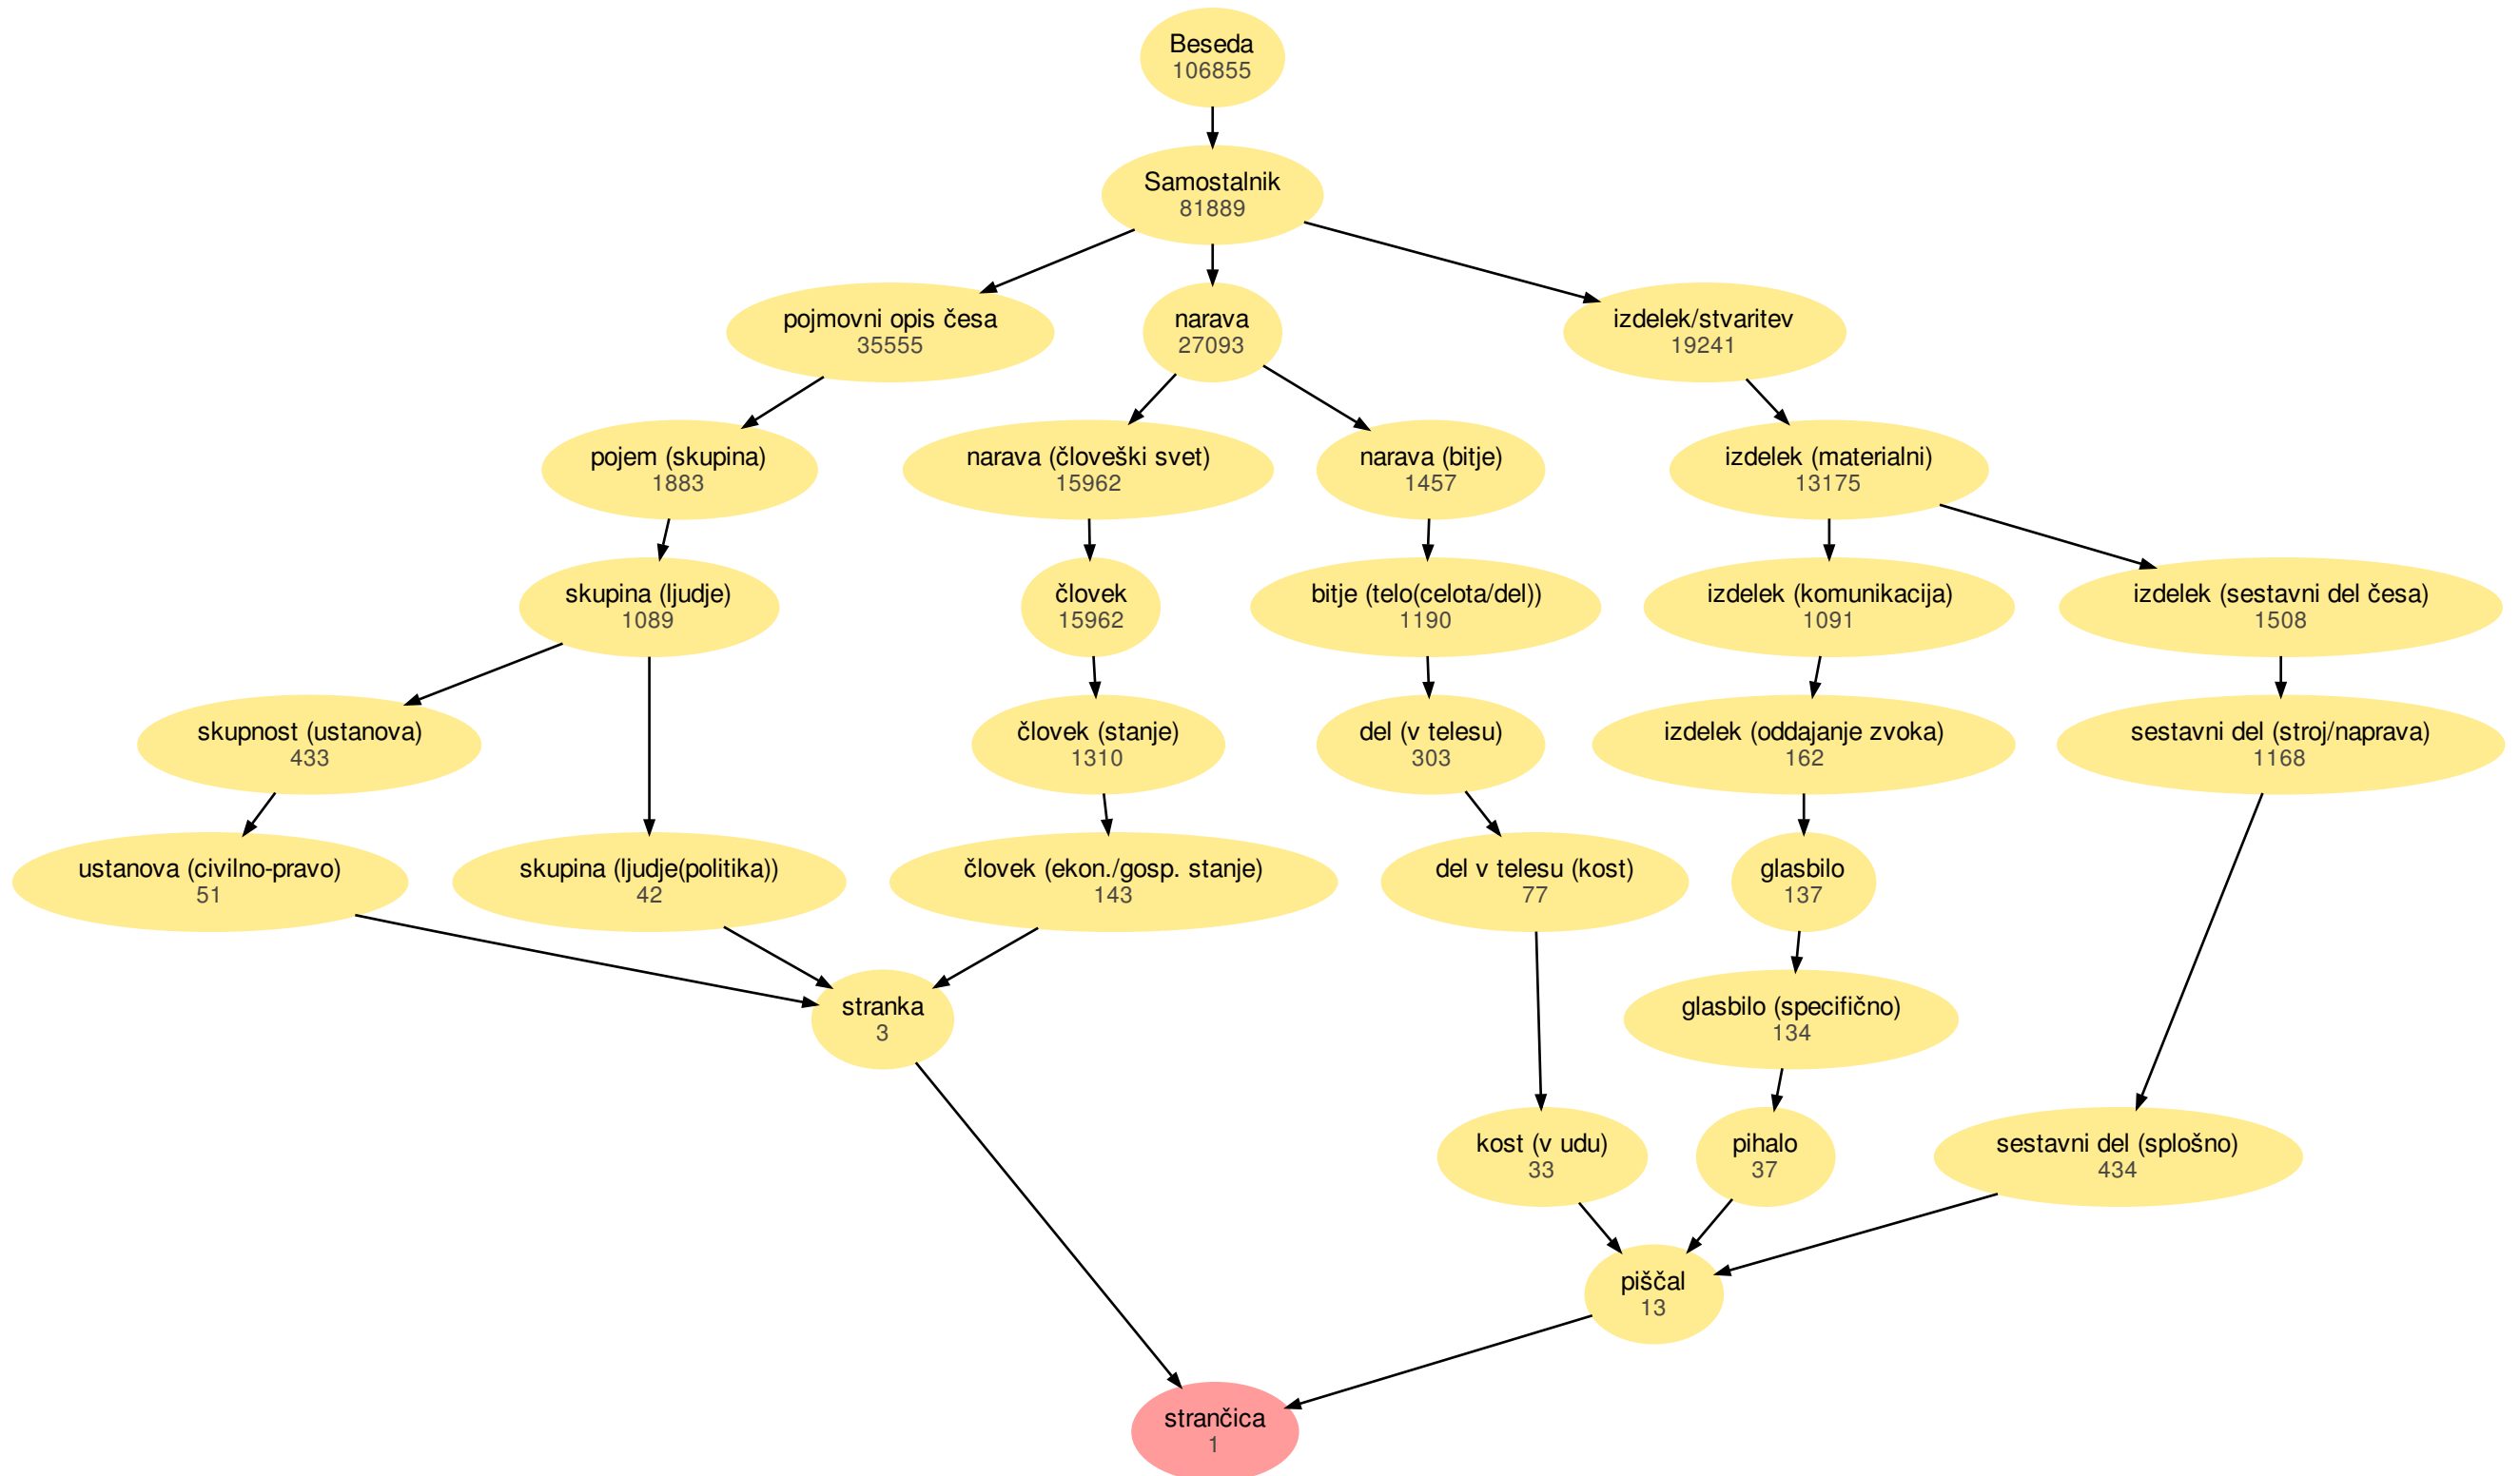 Beseda
106855
Samostalnik
81889
pojmovni opis česa
35555
narava
27093
izdelek/stvaritev
19241
pojem (skupina)
1883
narava (človeški svet)
15962
narava (bitje)
1457
izdelek (materialni)
13175
skupina (ljudje)
1089
človek
15962
bitje (telo(celota/del))
1190
izdelek (komunikacija)
1091
izdelek (sestavni del česa)
1508
skupnost (ustanova)
433
človek (stanje)
1310
del (v telesu)
303
izdelek (oddajanje zvoka)
162
sestavni del (stroj/naprava)
1168
ustanova (civilno-pravo)
51
skupina (ljudje(politika))
42
človek (ekon./gosp. stanje)
143
del v telesu (kost)
77
glasbilo
137
stranka
3
glasbilo (specifično)
134
kost (v udu)
33
pihalo
37
sestavni del (splošno)
434
piščal
13
strančica
1